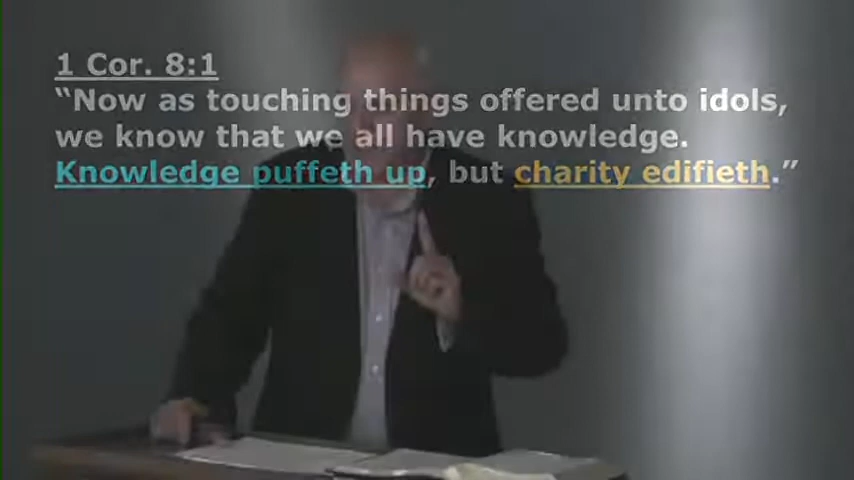 1 Cor. 8:1
“Now as touching things offered unto idols,
we know that we all have knowledge.
Knowledge puffeth up, but charity edifieth.”